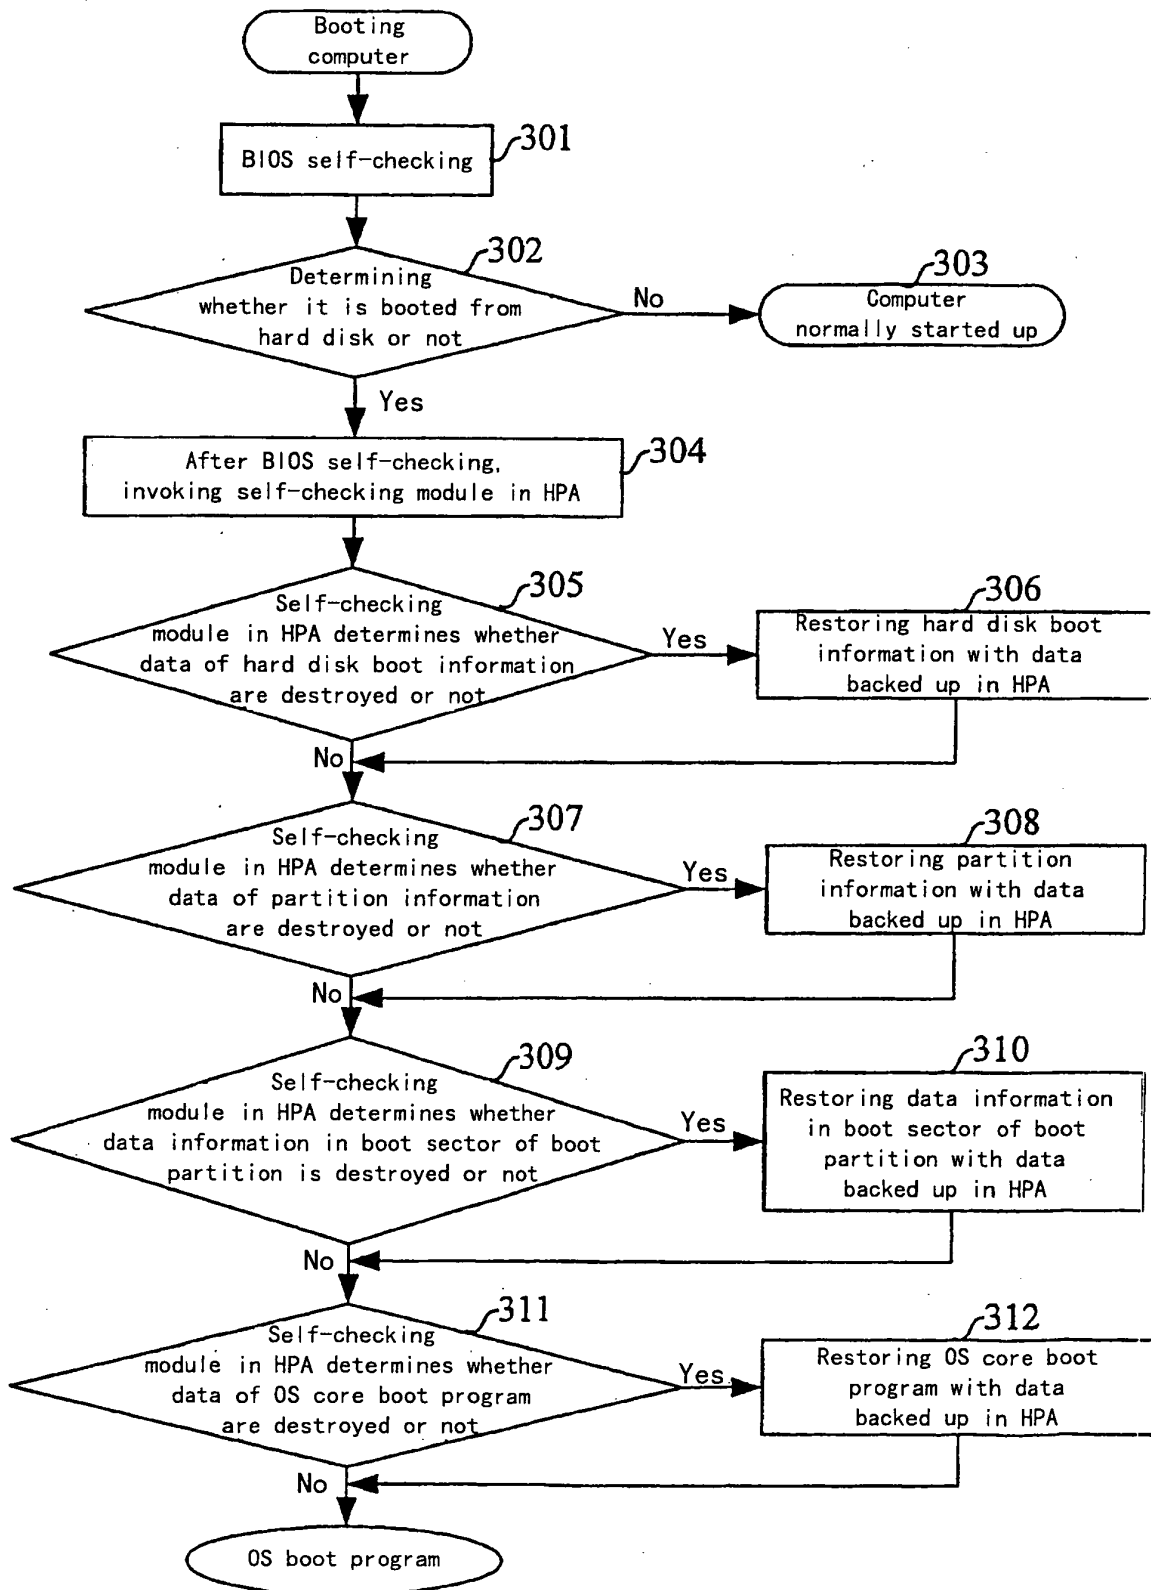 Booting
computer
301
BIOS self-checking
302
Determining
whether it is booted from
hard disk or not
No
303
Computer
normally started up
Yes
304
After BIOS self-checking,
invoking self-checking module in HPA
305
Self-checking
module in HPA determines whether
data of hard disk boot information
are destroyed or not
Yes
306
Restoring hard disk boot
information with data
backed up in HPA
No
307
Self-checking
module in HPA determines whether
data of partition information
are destroyed or not
Yes
308
Restoring partition
information with data
backed up in HPA
No
309
Self-checking
module in HPA determines whether
data information in boot sector of boot
partition is destroyed or not
Yes
310
Restoring data information
in boot sector of boot
partition with data
backed up in HPA
No
311
Self-checking
module in HPA determines whether
data of OS core boot program
are destroyed or not
Yes
312
Restoring OS core boot
program with data
backed up in HPA
No
OS boot program